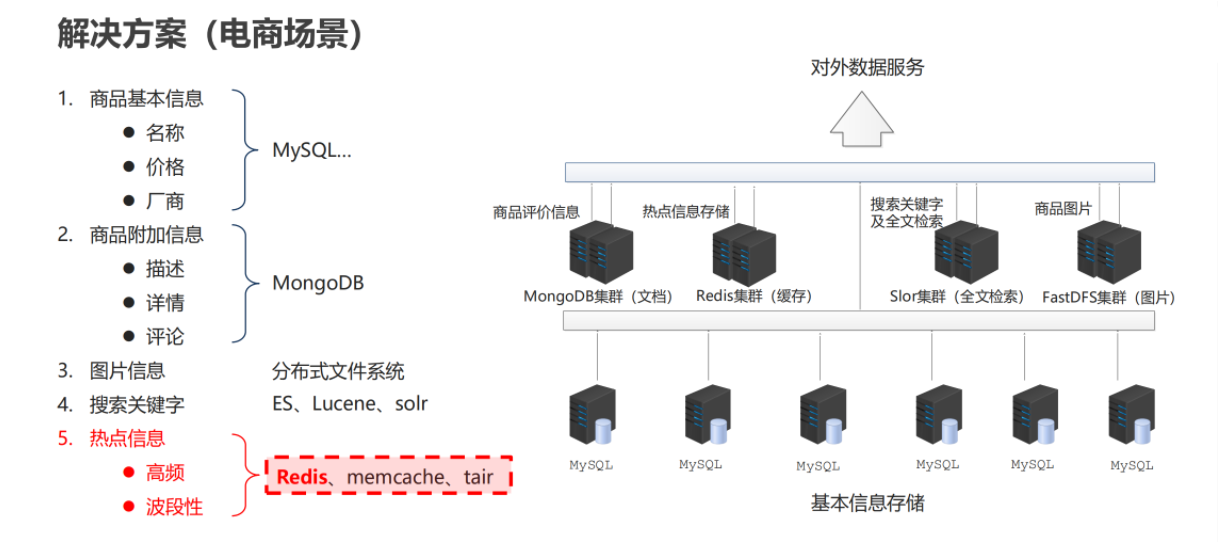 解决方案（电商场景）
1. 商品基本信息
● 名称
● 价格
● 厂商
MySQL...
2. 商品附加信息
● 描述
● 详情
● 评论
MongoDB
3. 图片信息 分布式文件系统
4. 搜索关键字 ES、Lucene、solr
5. 热点信息
● 高频
● 波段性
Redis、memcache、tair
对外数据服务
商品评价信息
热点信息存储
搜索关键字
及全文检索
商品图片
MongoDB集群（文档）
Redis集群（缓存）
Slor集群（全文检索）
FastDFS集群（图片）
MySQL
MySQL
MySQL
MySQL
MySQL
MySQL
基本信息存储